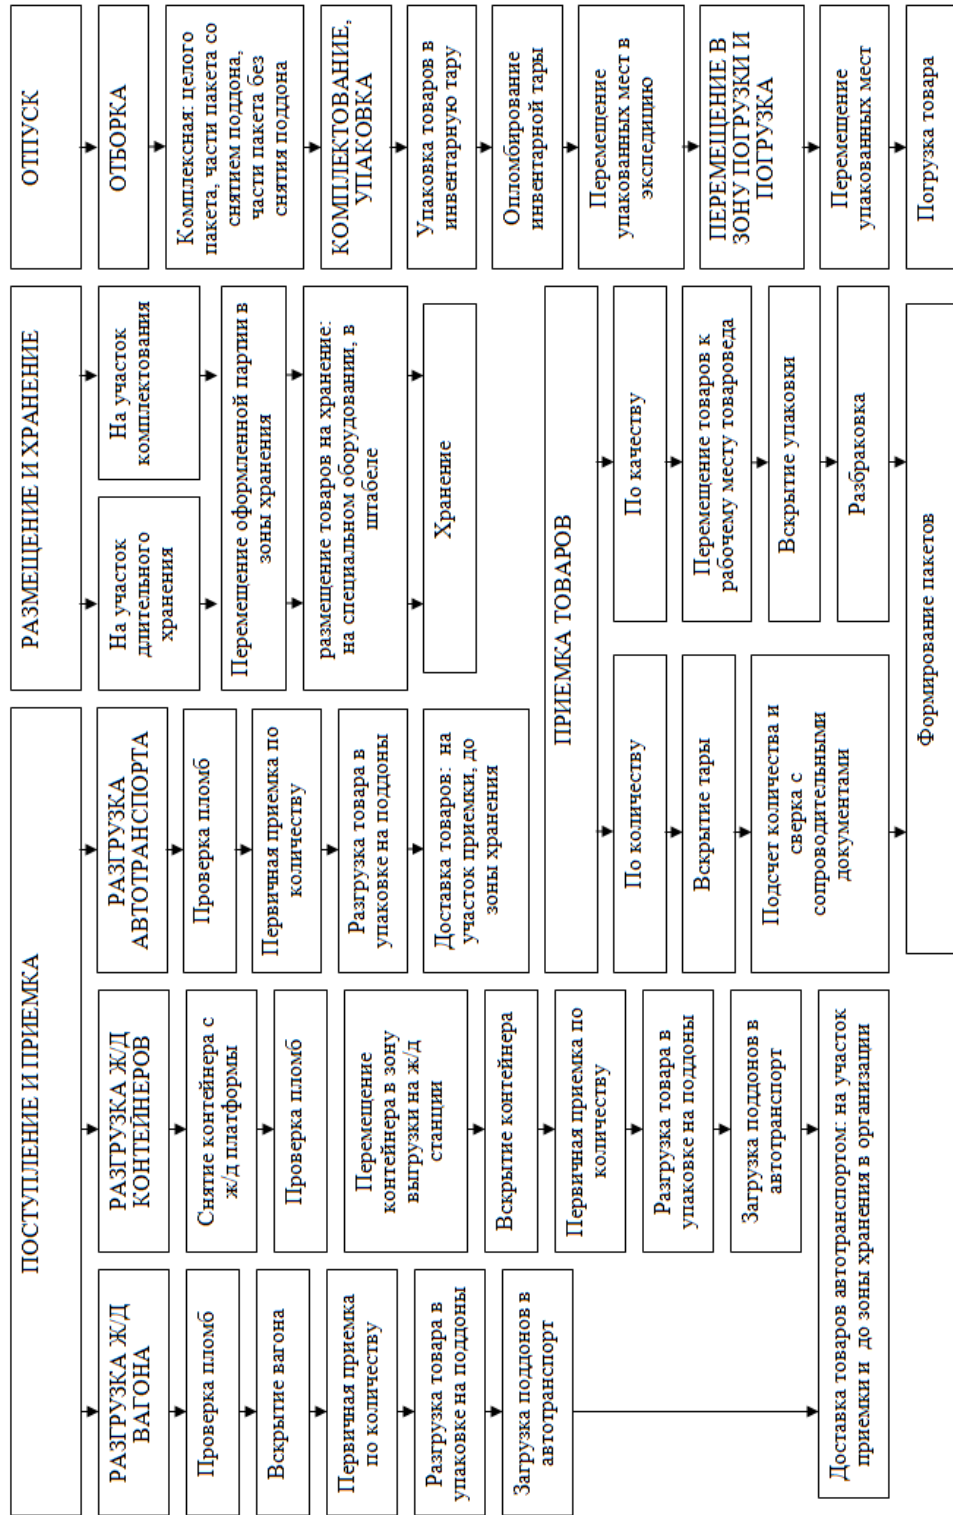 ПОСТУПЛЕНИЕ И ПРИЕМКА
РАЗГРУЗКА Ж/Д
ВАГОНА
Проверка пломб
Вскрытие вагона
Первичная приемка
по количеству
Разгрузка товара в
упаковке на поддоны
Загрузка поддонов в
автотранспорт
РАЗГРУЗКА Ж/Д
КОНТЕЙНЕРОВ
Снятие контейнера с
ж/д платформы
Проверка пломб
Перемещение
контейнера в зону
выгрузки на ж/д
станции
Вскрытие контейнера
Первичная приемка по
количеству
Разгрузка товара в
упаковке на поддоны
Загрузка поддонов в
автотранспорт
Доставка товаров автотранспортом: на участок
приемки и до зоны хранения в организации
РАЗГРУЗКА
АВТОТРАНСПОРТА
Проверка пломб
Первичная приемка по
количеству
Разгрузка товара в
упаковке на поддоны
Доставка товаров: на
участок приемки, до
зоны хранения
ПРИЕМКА ТОВАРОВ
По количеству
Вскрытие тары
Подсчет количества и
сверка с
сопроводительными
документами
По качеству
Перемещение товаров к
рабочему месту товароведа
Вскрытие упаковки
Разбраковка
Формирование пакетов
РАЗМЕЩЕНИЕ И ХРАНЕНИЕ
На участок
длительного
хранения
На участок
комплектования
Перемещение оформленной партии в
зоны хранения
размещение товаров на хранение:
на специальном оборудовании, в
штабеле
Хранение
ОТПУСК
ОТБОРКА
Комплексная: целого
пакета, части пакета со
снятием поддона,
части пакета без
снятия поддона
КОМПЛЕКТОВАНИЕ,
УПАКОВКА
Упаковка товаров в
инвентарную тару
Опломбирование
инвентарной тары
Перемещение
упакованных мест в
экспедицию
ПЕРЕМЕЩЕНИЕ В
ЗОНУ ПОГРУЗКИ И
ПОГРУЗКА
Перемещение
упакованных мест
Погрузка товара